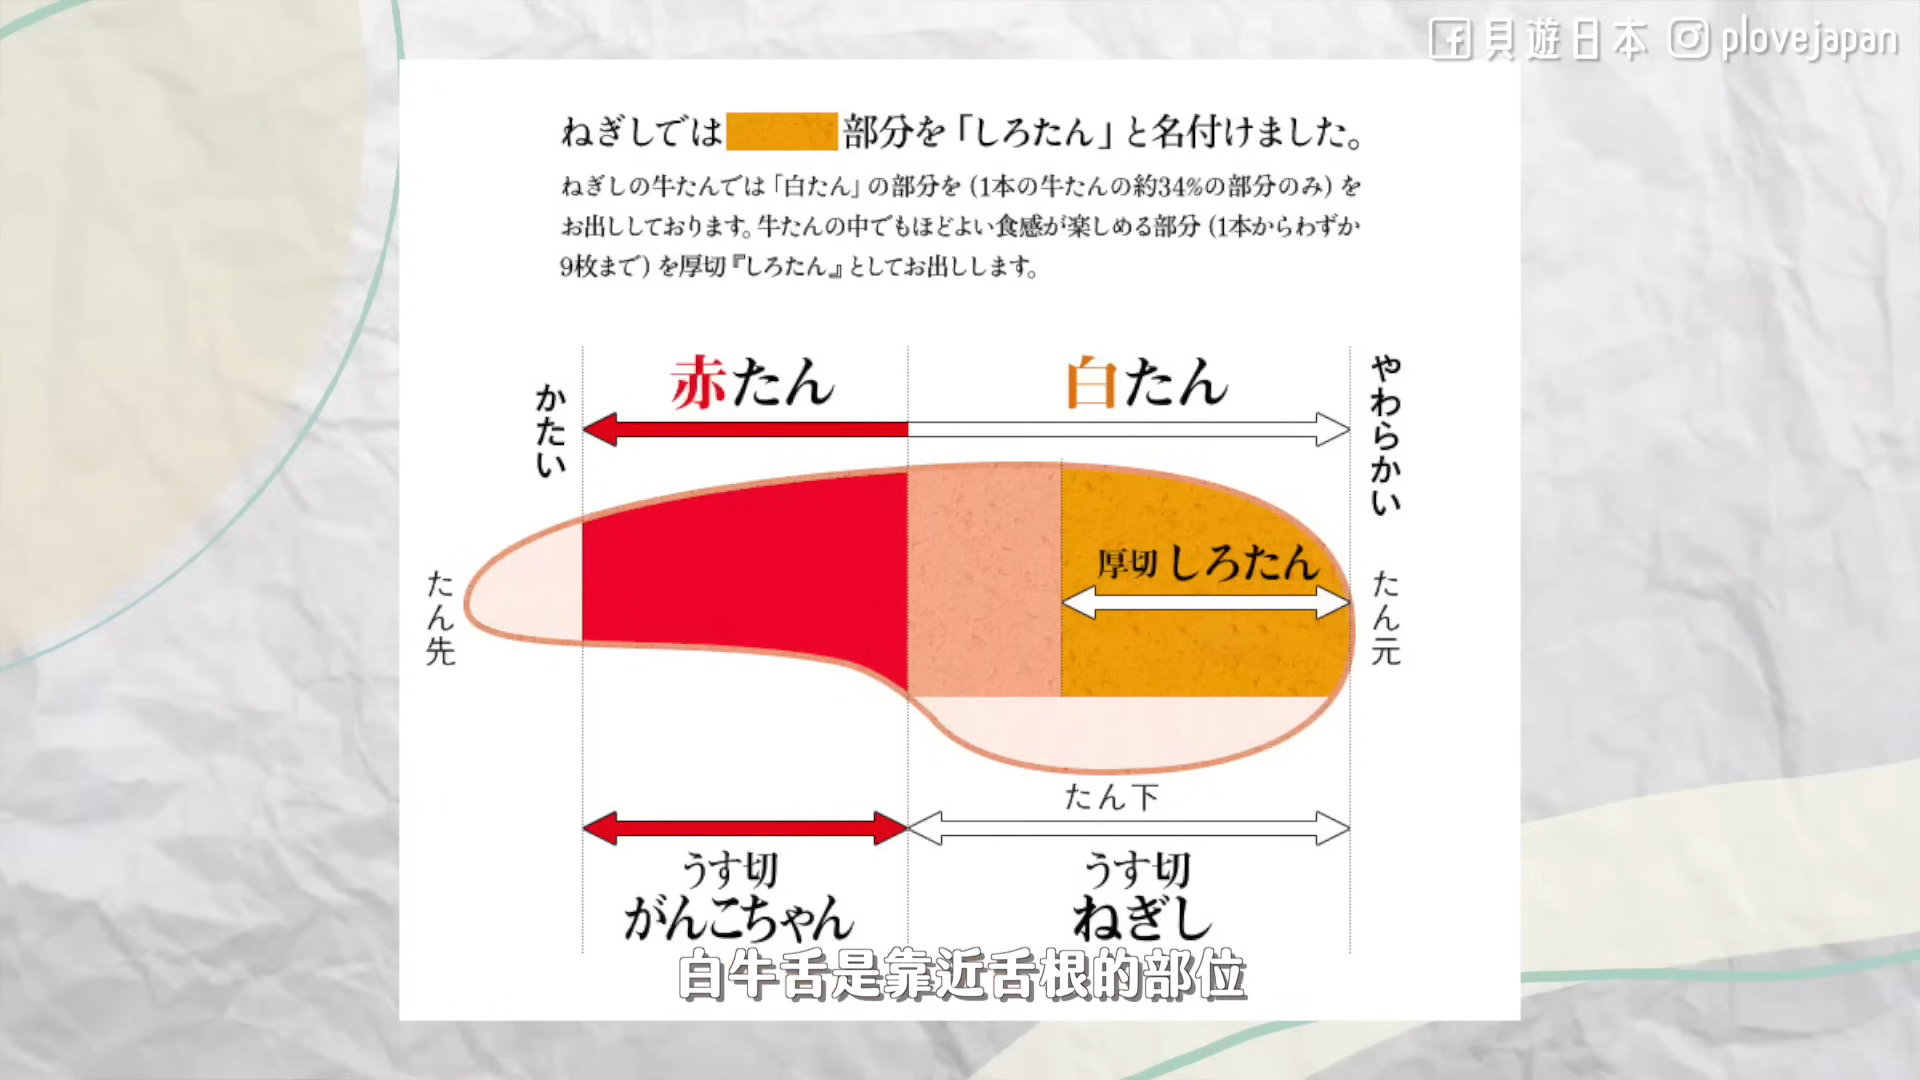 貝遊日本 plovejapan
ねぎしでは 部分を「しろたん」と名付けました。
ねぎしの牛たんでは「白たん」の部分を(1本の牛たんの約34%の部分のみ)を
お出ししております。牛たんの中でもほどよい食感が楽しめる部分(1本からわずか
9枚まで)を厚切『しろたん』としてお出しします。
赤たん
白たん
かたい
やわらかい
厚切 しろたん
たん先
たん元
たん下
うす切
がんこちゃん
うす切
ねぎし
白牛舌是靠近舌根的部位